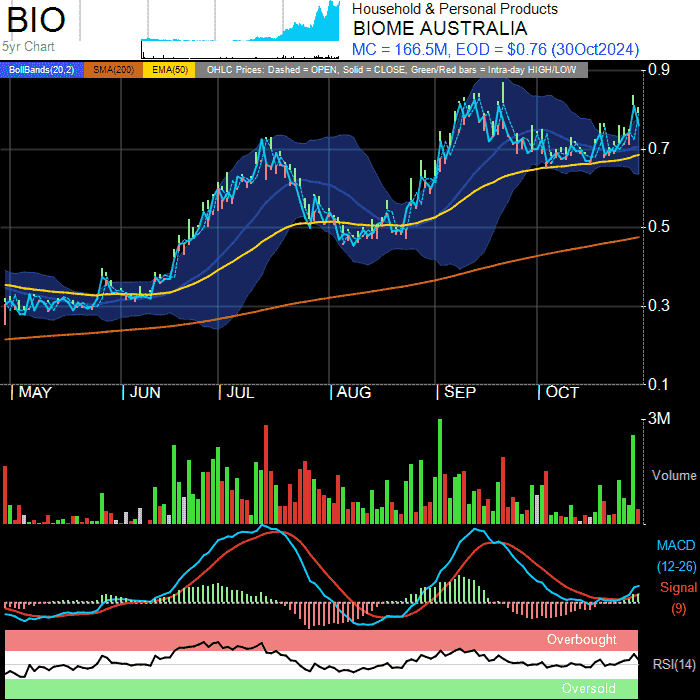 BIO
5yr Chart
Household & Personal Products
BIOME AUSTRALIA
MC = 166.5M, EOD = $0.76 (30Oct2024)
BollBands(20,2) SMA(200) EMA(50) OHLC Prices: Dashed = OPEN, Solid = CLOSE, Green/Red bars = Intra-day HIGH/LOW
0.9
0.7
0.5
0.3
0.1
MAY JUN JUL AUG SEP OCT
3M
Volume
MACD
(12-26)
Signal
(9)
Overbought
RSI(14)
Oversold